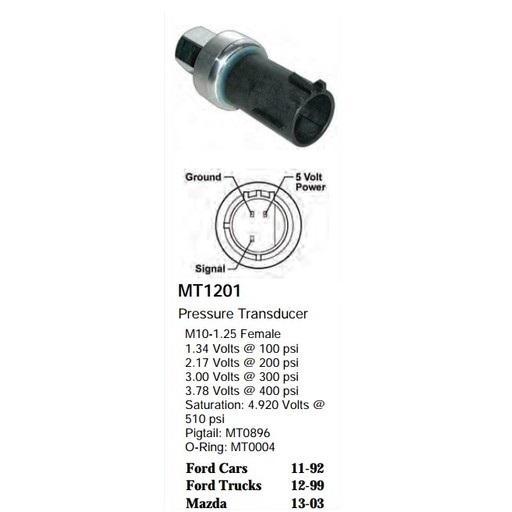 Ground
5 Volt
Power
Signal
MT1201
Pressure Transducer
M10-1.25 Female
1.34 Volts @ 100 psi
2.17 Volts @ 200 psi
3.00 Volts @ 300 psi
3.78 Volts @ 400 psi
Saturation: 4.920 Volts @
510 psi
Pigtail: MT0896
O-Ring: MT0004
Ford Cars 11-92
Ford Trucks 12-99
Mazda 13-03